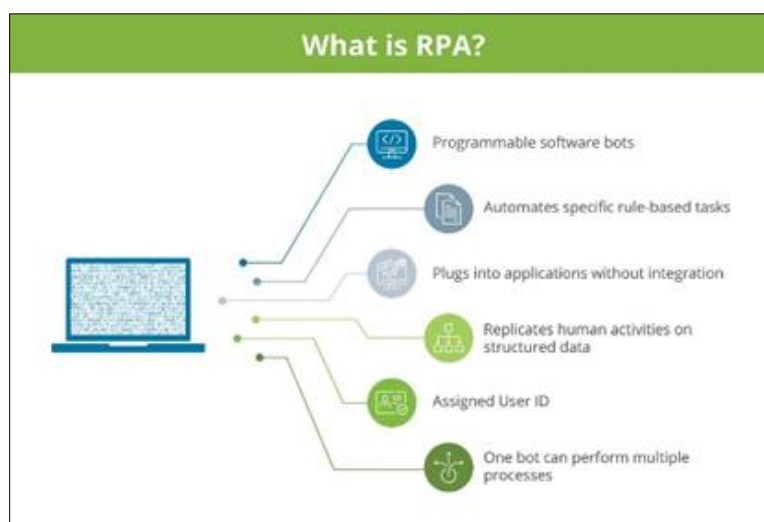 What is RPA?
Programmable software bots
Automates specific rule-based tasks
Plugs into applications without integration
Replicates human activities on
structured data
Assigned User ID
One bot can perform multiple
processes